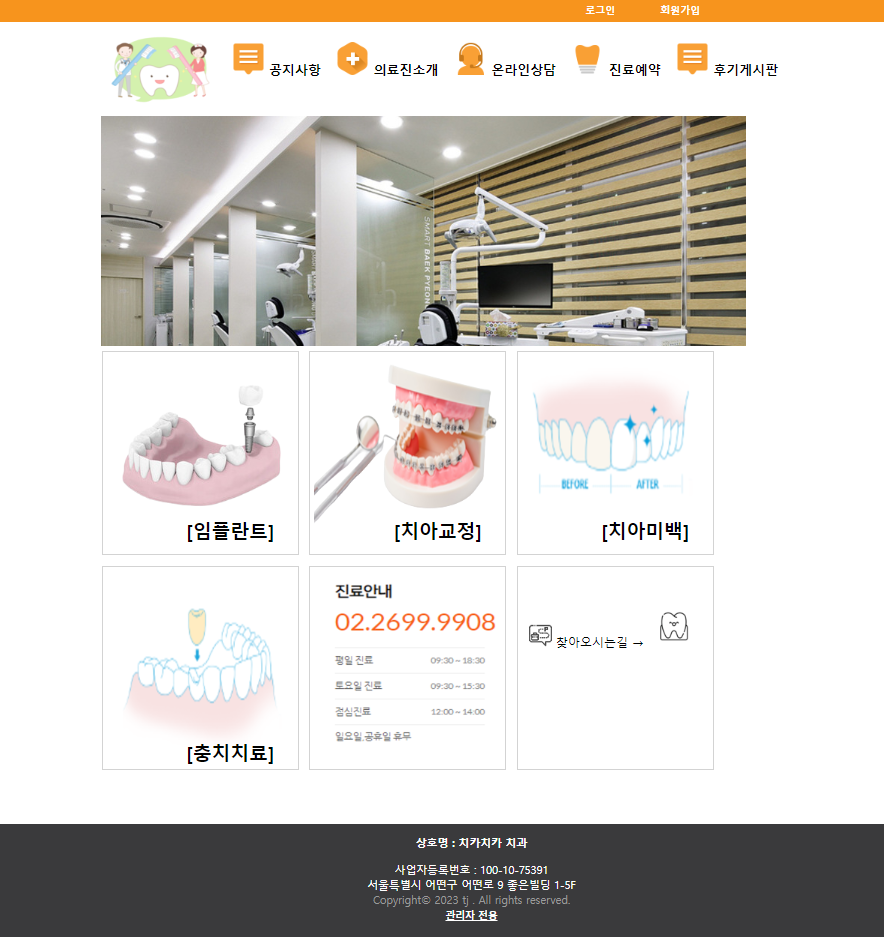 로그인 회원가입
공지사항 의료진소개 온라인상담 진료예약 후기게시판
SMART BAEK PYEONG
[임플란트]
[치아교정]
BEFORE AFTER
[치아미백]
[충치치료]
진료안내
02.2699.9908
평일 진료 09:30 ~ 18:30
토요일 진료 09:30 ~ 15:30
점심진료 12:00 ~ 14:00
일요일,공휴일 휴무
찾아오시는길 →
상호명 : 치카치카 치과
사업자등록번호 : 100-10-75391
서울특별시 어떤구 어떤로 9 좋은빌딩 1-5F
Copyright© 2023 tj . All rights reserved.
관리자 전용